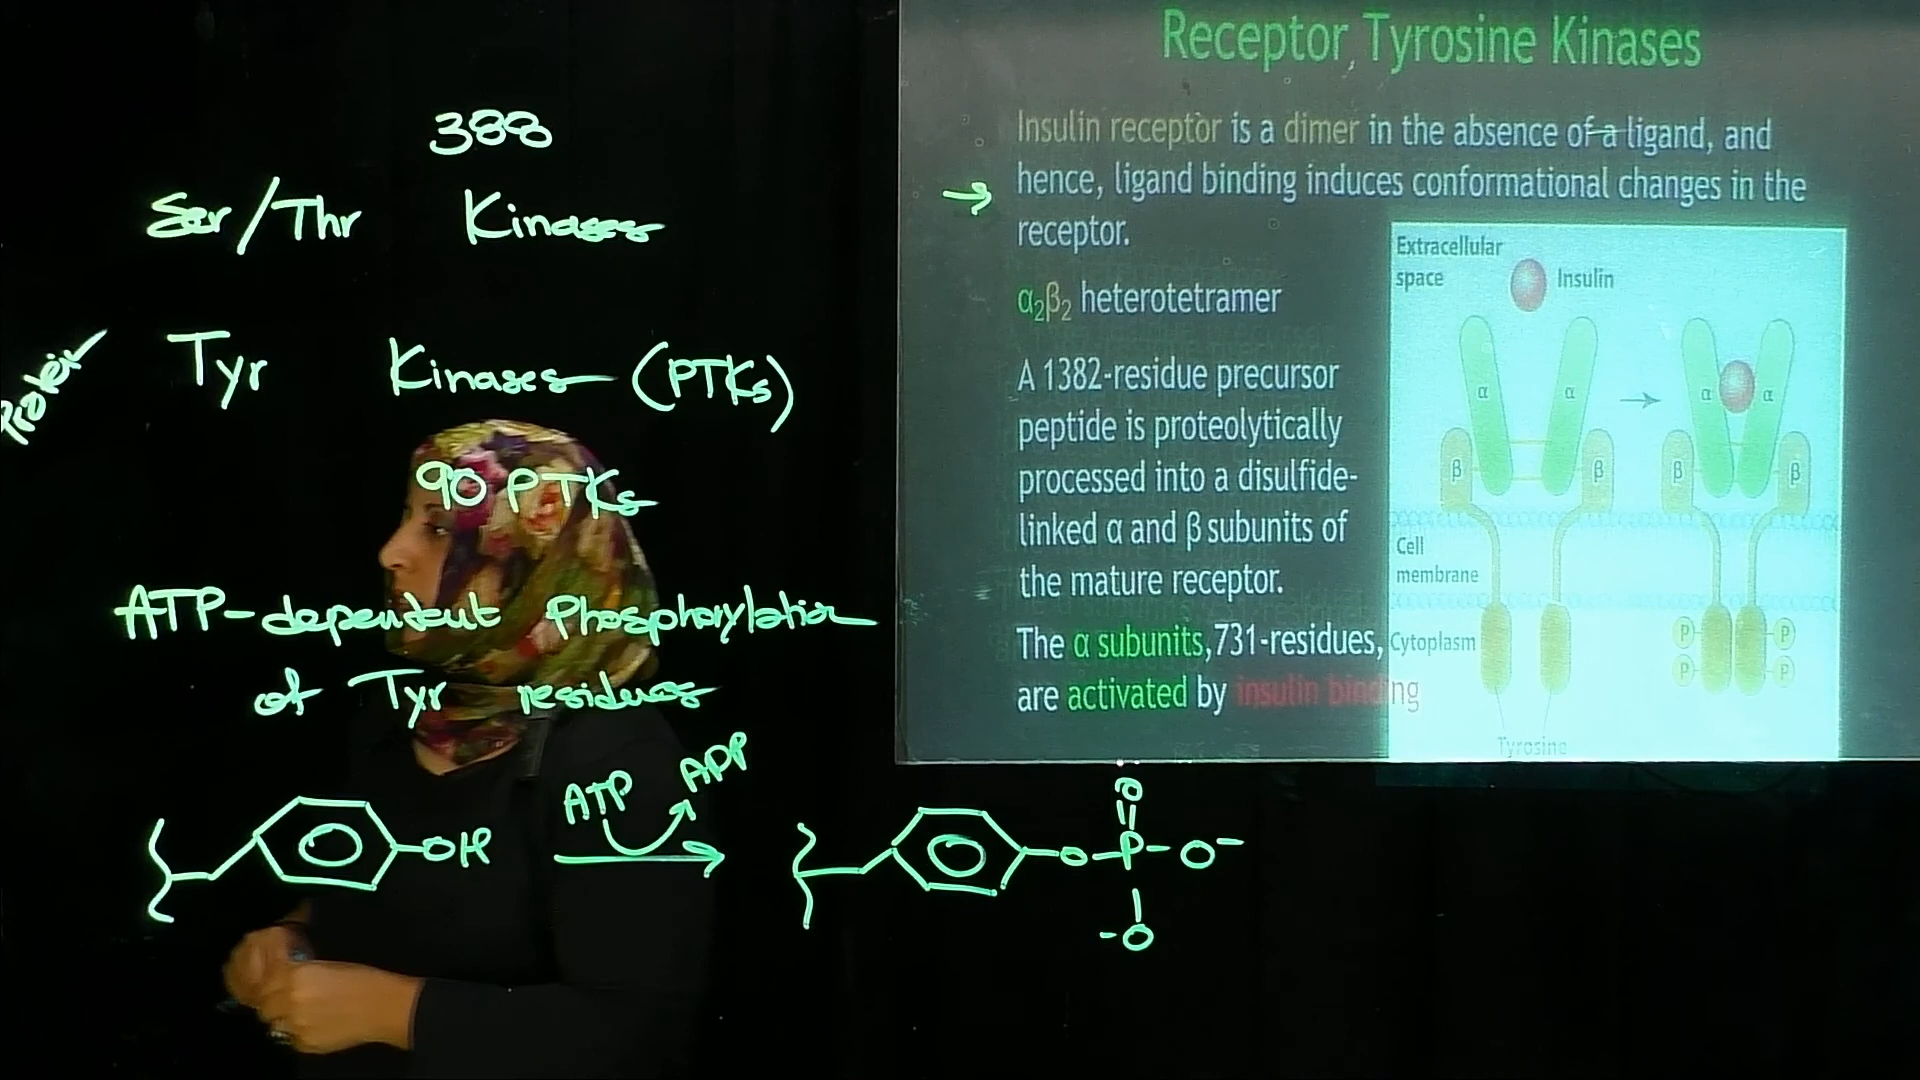 388
Ser/Thr Kinases
Protein
Tyr Kinases (PTKs)
90 PTKs
ATP-dependent Phosphorylation
of Tyr residues
ATP ADP
OH
O P O-
O
-O
Receptor Tyrosine Kinases
Insulin receptor is a dimer in the absence of a ligand, and
hence, ligand binding induces conformational changes in the
receptor.
α2β2 heterotetramer
A 1382-residue precursor
peptide is proteolytically
processed into a disulfide-
linked α and β subunits of
the mature receptor.
The α subunits,731-residues,
are activated by insulin binding
Extracellular
space
Insulin
α α α α
β β β β
Cell
membrane
Cytoplasm
P P
P P
Tyrosine